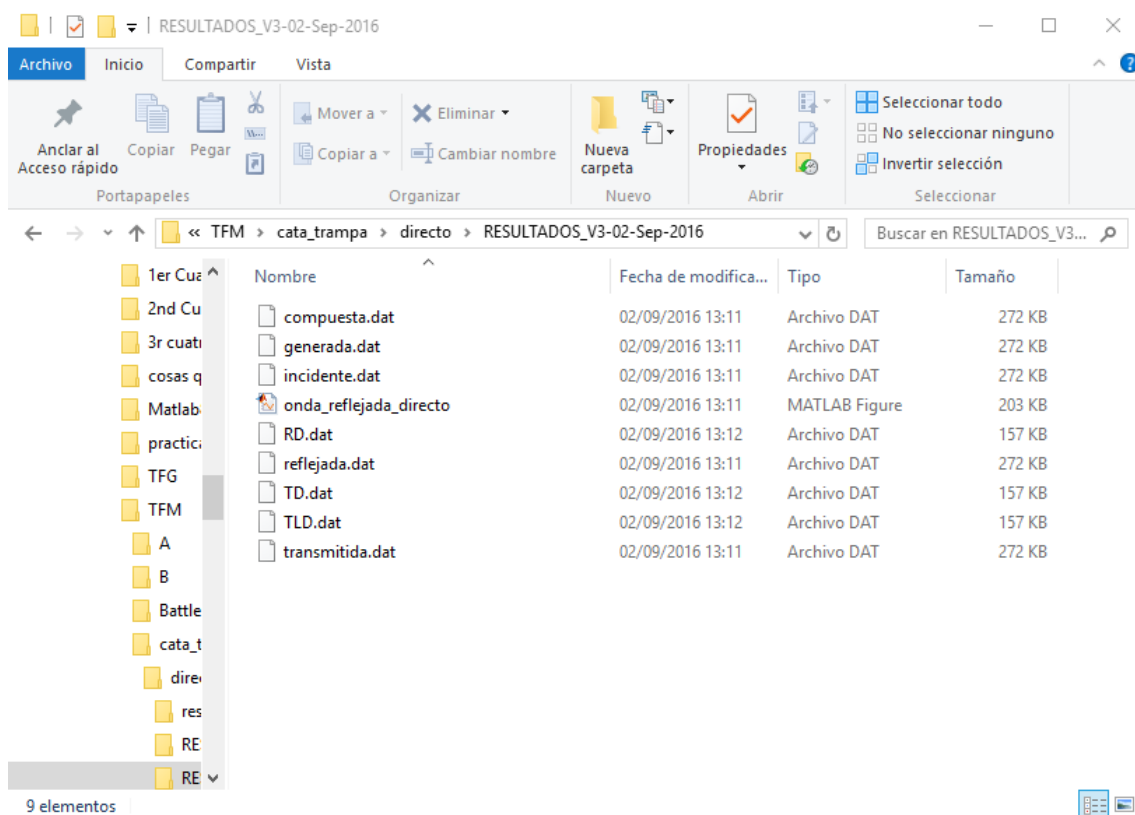 RESULTADOS_V3-02-Sep-2016
Archivo Inicio Compartir Vista
Anclar al Acceso rápido
Copiar
Pegar
Portapapeles
Mover a
Copiar a
Eliminar
Cambiar nombre
Organizar
Nueva carpeta
Nuevo
Propiedades
Abrir
Seleccionar todo
No seleccionar ninguno
Invertir selección
Seleccionar
« TFM > cata_trampa > directo > RESULTADOS_V3-02-Sep-2016
Buscar en RESULTADOS_V3...
1er Cua
2nd Cu
3r cuat
cosas q
Matlab
practica
TFG
TFM
A
B
Battle
cata_t
dire
res
RE
RE
Nombre Fecha de modifica... Tipo Tamaño
compuesta.dat 02/09/2016 13:11 Archivo DAT 272 KB
generada.dat 02/09/2016 13:11 Archivo DAT 272 KB
incidente.dat 02/09/2016 13:11 Archivo DAT 272 KB
onda_reflejada_directo 02/09/2016 13:11 MATLAB Figure 203 KB
RD.dat 02/09/2016 13:12 Archivo DAT 157 KB
reflejada.dat 02/09/2016 13:11 Archivo DAT 272 KB
TD.dat 02/09/2016 13:12 Archivo DAT 157 KB
TLD.dat 02/09/2016 13:12 Archivo DAT 157 KB
transmitida.dat 02/09/2016 13:11 Archivo DAT 272 KB
9 elementos